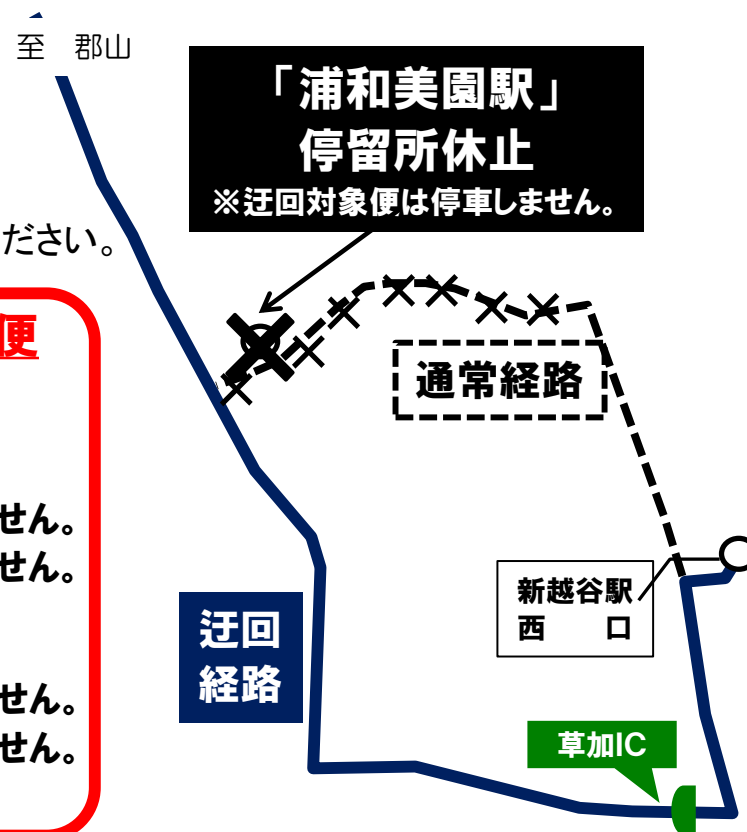 至　郡山
「浦和美園駅」
停留所休止
※迂回対象便は停車しません。
ださい。
便
通常経路
せん。
せん。
新越谷駅
西　　口
迂回
経路
せん。
せん。
草加IC